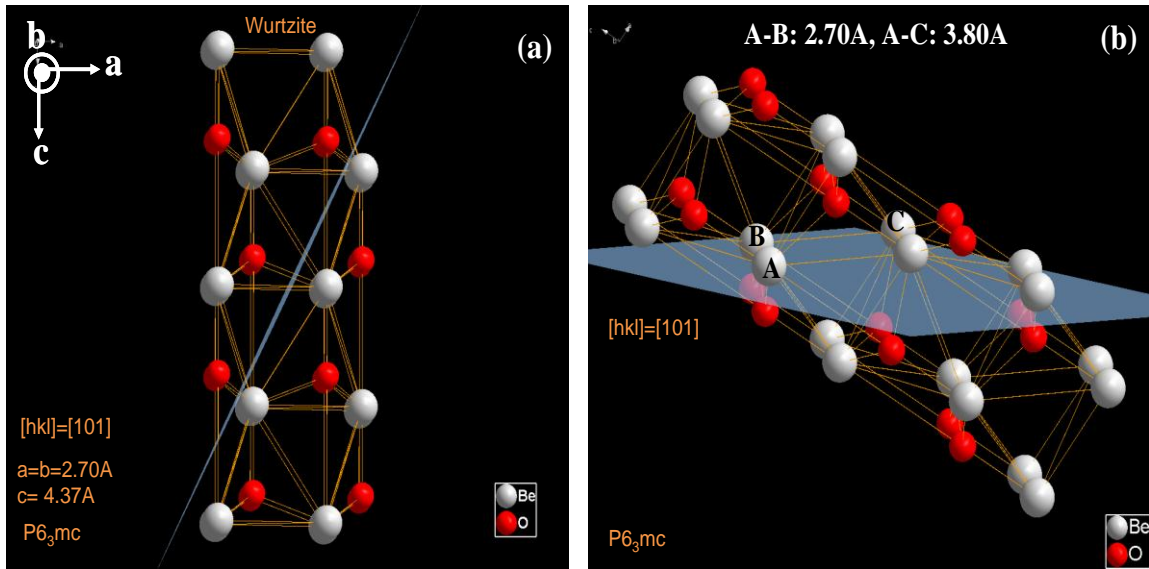 Wurtzite
(a)
b
a
a
c
[hkl]=[101]
a=b=2.70A
c= 4.37A
P6₃mc
Be
O
A-B: 2.70A, A-C: 3.80A
(b)
B
A
C
[hkl]=[101]
P6₃mc
Be
O